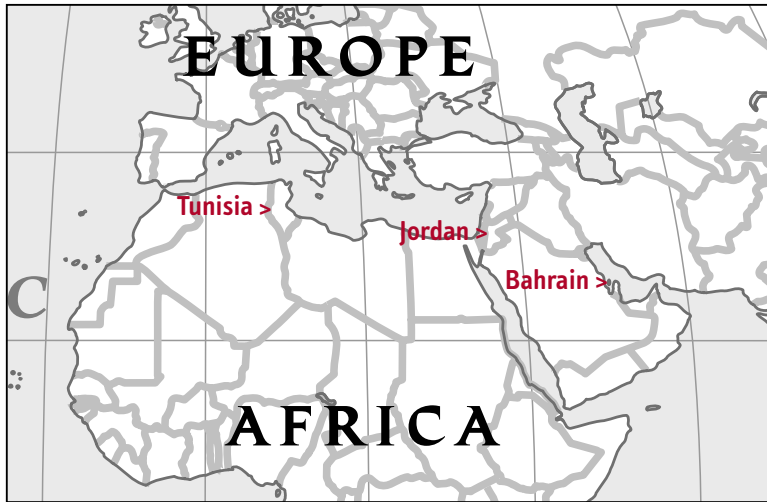 EUROPE
Tunisia >
Jordan >
Bahrain >
C
AFRICA